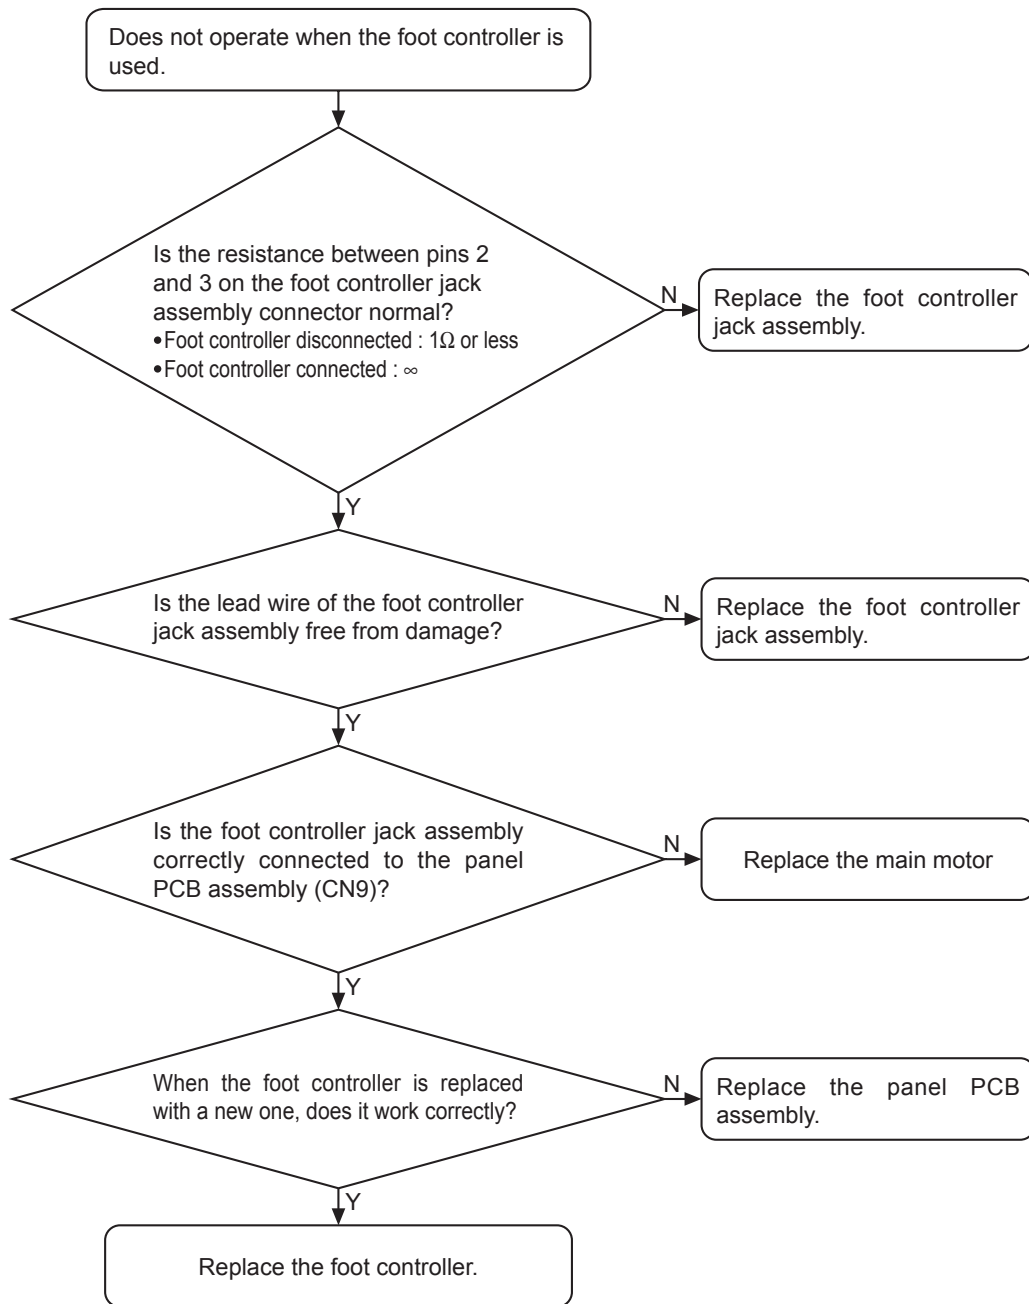 Does not operate when the foot controller is
used.
Is the resistance between pins 2
and 3 on the foot controller jack
assembly connector normal?
•Foot controller disconnected : 1Ω or less
•Foot controller connected : ∞
N
Replace the foot controller
jack assembly.
Y
Is the lead wire of the foot controller
jack assembly free from damage?
N
Replace the foot controller
jack assembly.
Y
Is the foot controller jack assembly
correctly connected to the panel
PCB assembly (CN9)?
N
Replace the main motor
Y
When the foot controller is replaced
with a new one, does it work correctly?
N
Replace the panel PCB
assembly.
Y
Replace the foot controller.